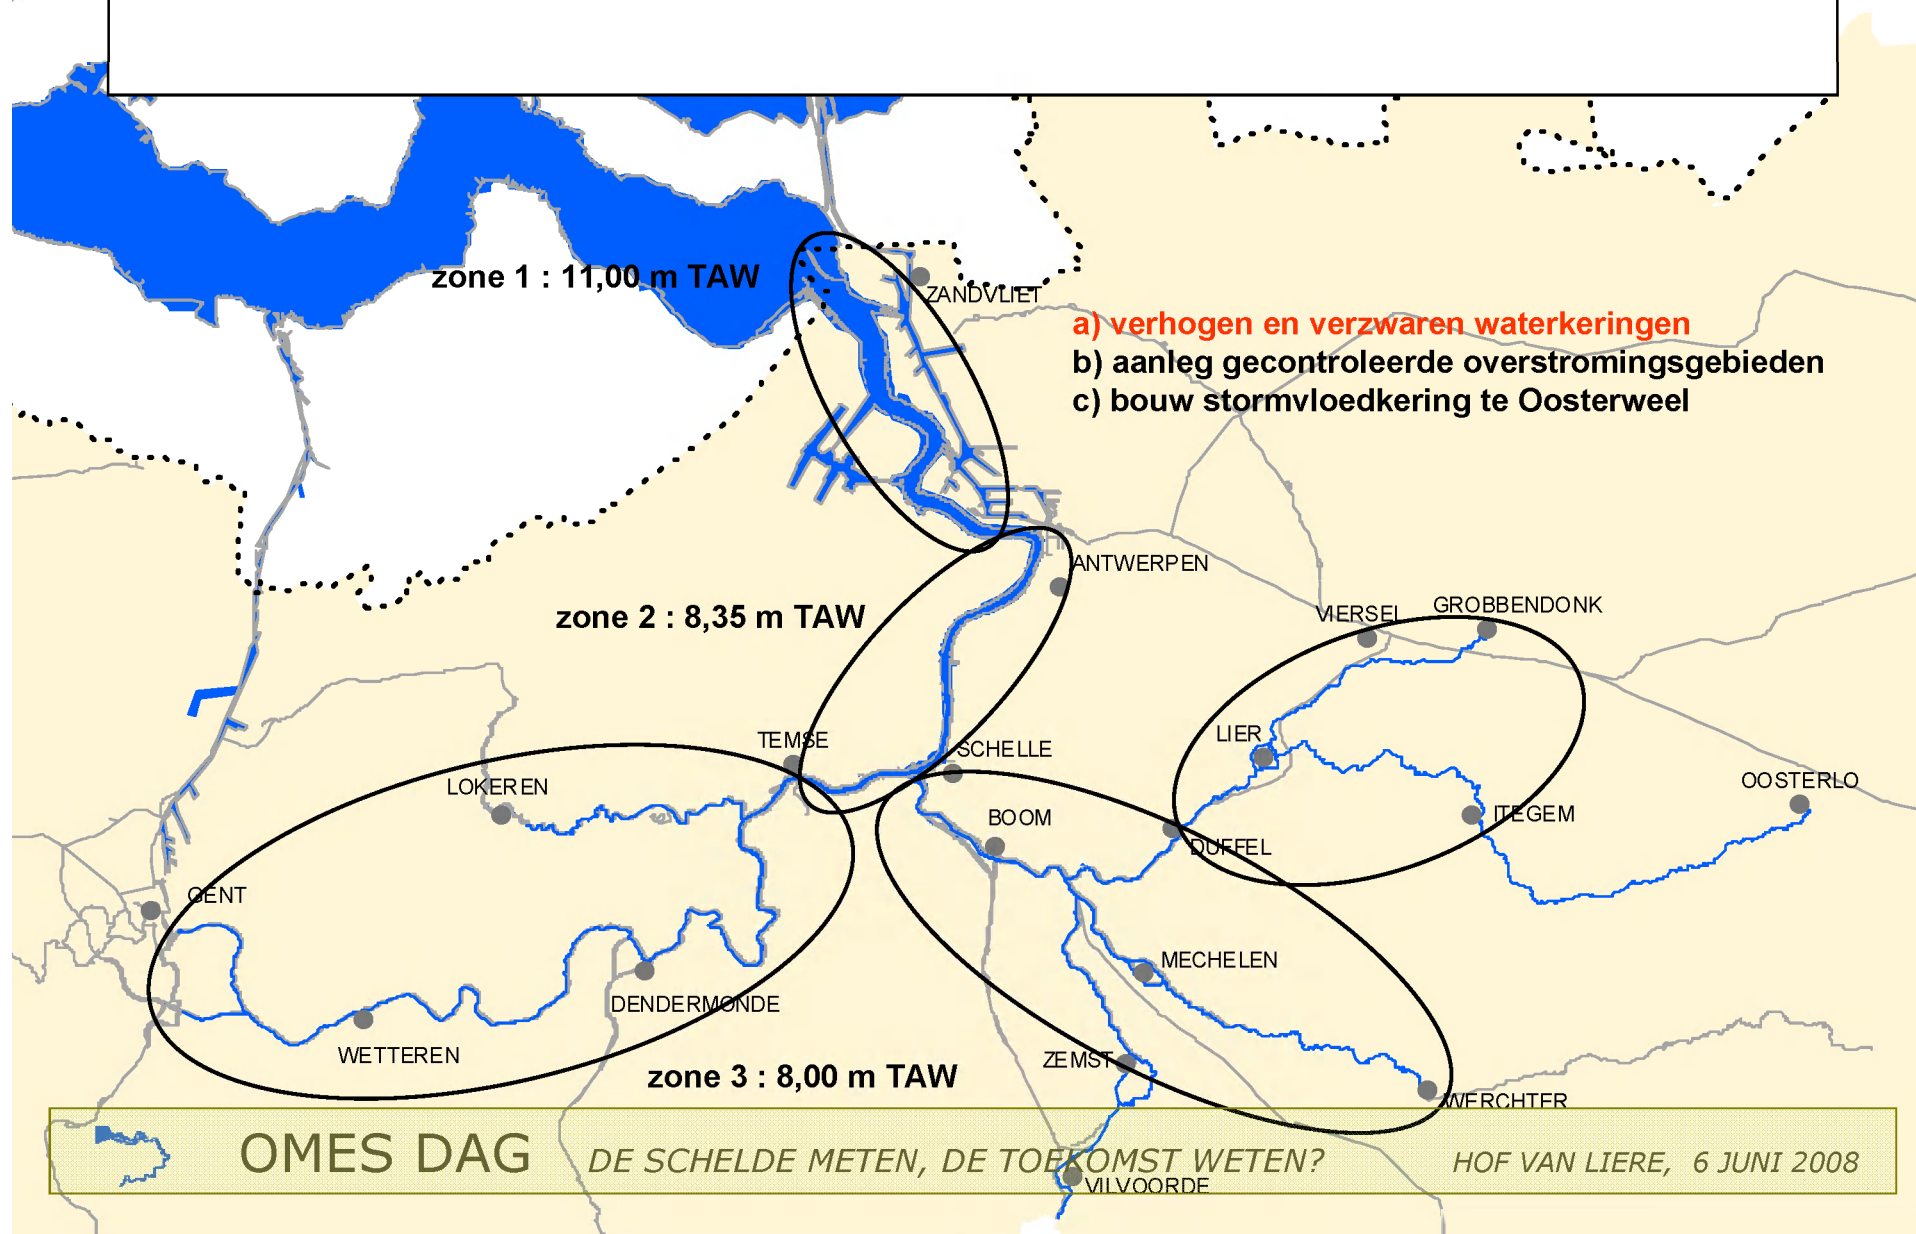 zone 1 : 11,00 m TAW
ZANDVLIET
a) verhogen en verzwaren waterkeringen
b) aanleg gecontroleerde overstromingsgebieden
c) bouw stormvloedkering te Oosterweel
ANTWERPEN
zone 2 : 8,35 m TAW
VIERSEL
GROBBENDONK
TEMSE
SCHELLE
LIER
LOKEREN
OOSTERLO
BOOM
ITEGEM
DUFFEL
GENT
MECHELEN
DENDERMONDE
WETTEREN
ZEMST
zone 3 : 8,00 m TAW
WERCHTER
OMES DAG
DE SCHELDE METEN, DE TOEKOMST WETEN?
HOF VAN LIERE, 6 JUNI 2008
VILVOORDE